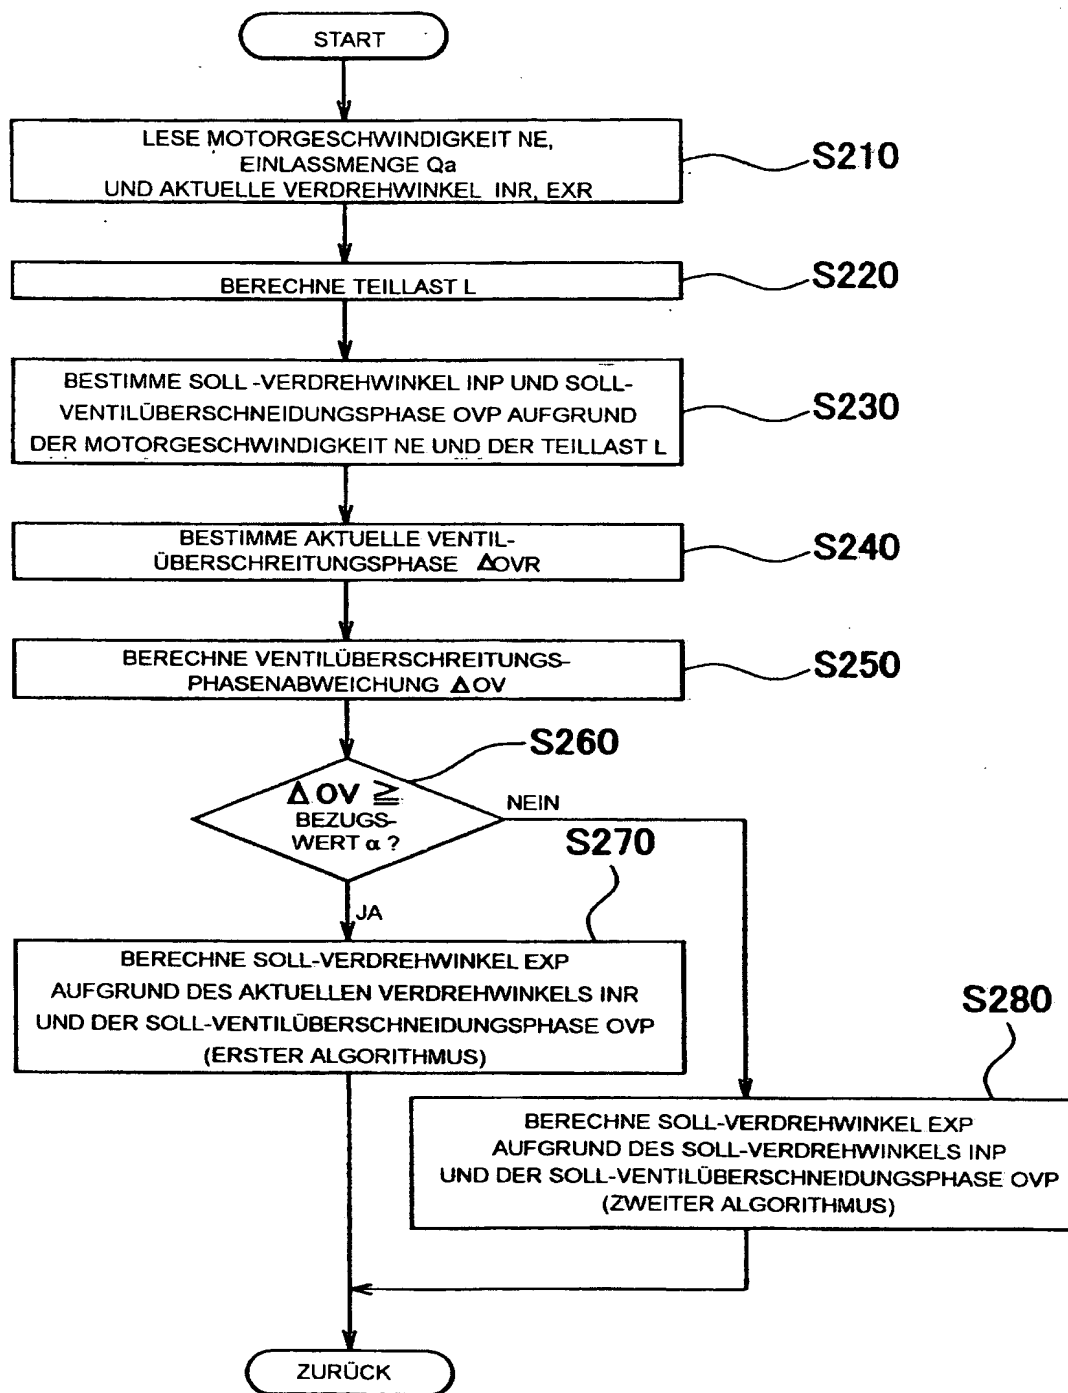 START
LESE MOTORGESCHWINDIGKEIT NE,
EINLASSMENGE Qa
UND AKTUELLE VERDREHWINKEL INR, EXR
S210
BERECHNE TEILLAST L
S220
BESTIMME SOLL -VERDREHWINKEL INP UND SOLL-
VENTILÜBERSCHNEIDUNGSPHASE OVP AUFGRUND
DER MOTORGESCHWINDIGKEIT NE UND DER TEILLAST L
S230
BESTIMME AKTUELLE VENTIL-
ÜBERSCHREITUNGSPHASE ΔOVR
S240
BERECHNE VENTILÜBERSCHREITUNGS-
PHASENABWEICHUNG ΔOV
S250
S260
ΔOV ≧
BEZUGS-
WERT α ?
NEIN
JA
S270
BERECHNE SOLL-VERDREHWINKEL EXP
AUFGRUND DES AKTUELLEN VERDREHWINKELS INR
UND DER SOLL-VENTILÜBERSCHNEIDUNGSPHASE OVP
(ERSTER ALGORITHMUS)
S280
BERECHNE SOLL-VERDREHWINKEL EXP
AUFGRUND DES SOLL-VERDREHWINKELS INP
UND DER SOLL-VENTILÜBERSCHNEIDUNGSPHASE OVP
(ZWEITER ALGORITHMUS)
ZURÜCK